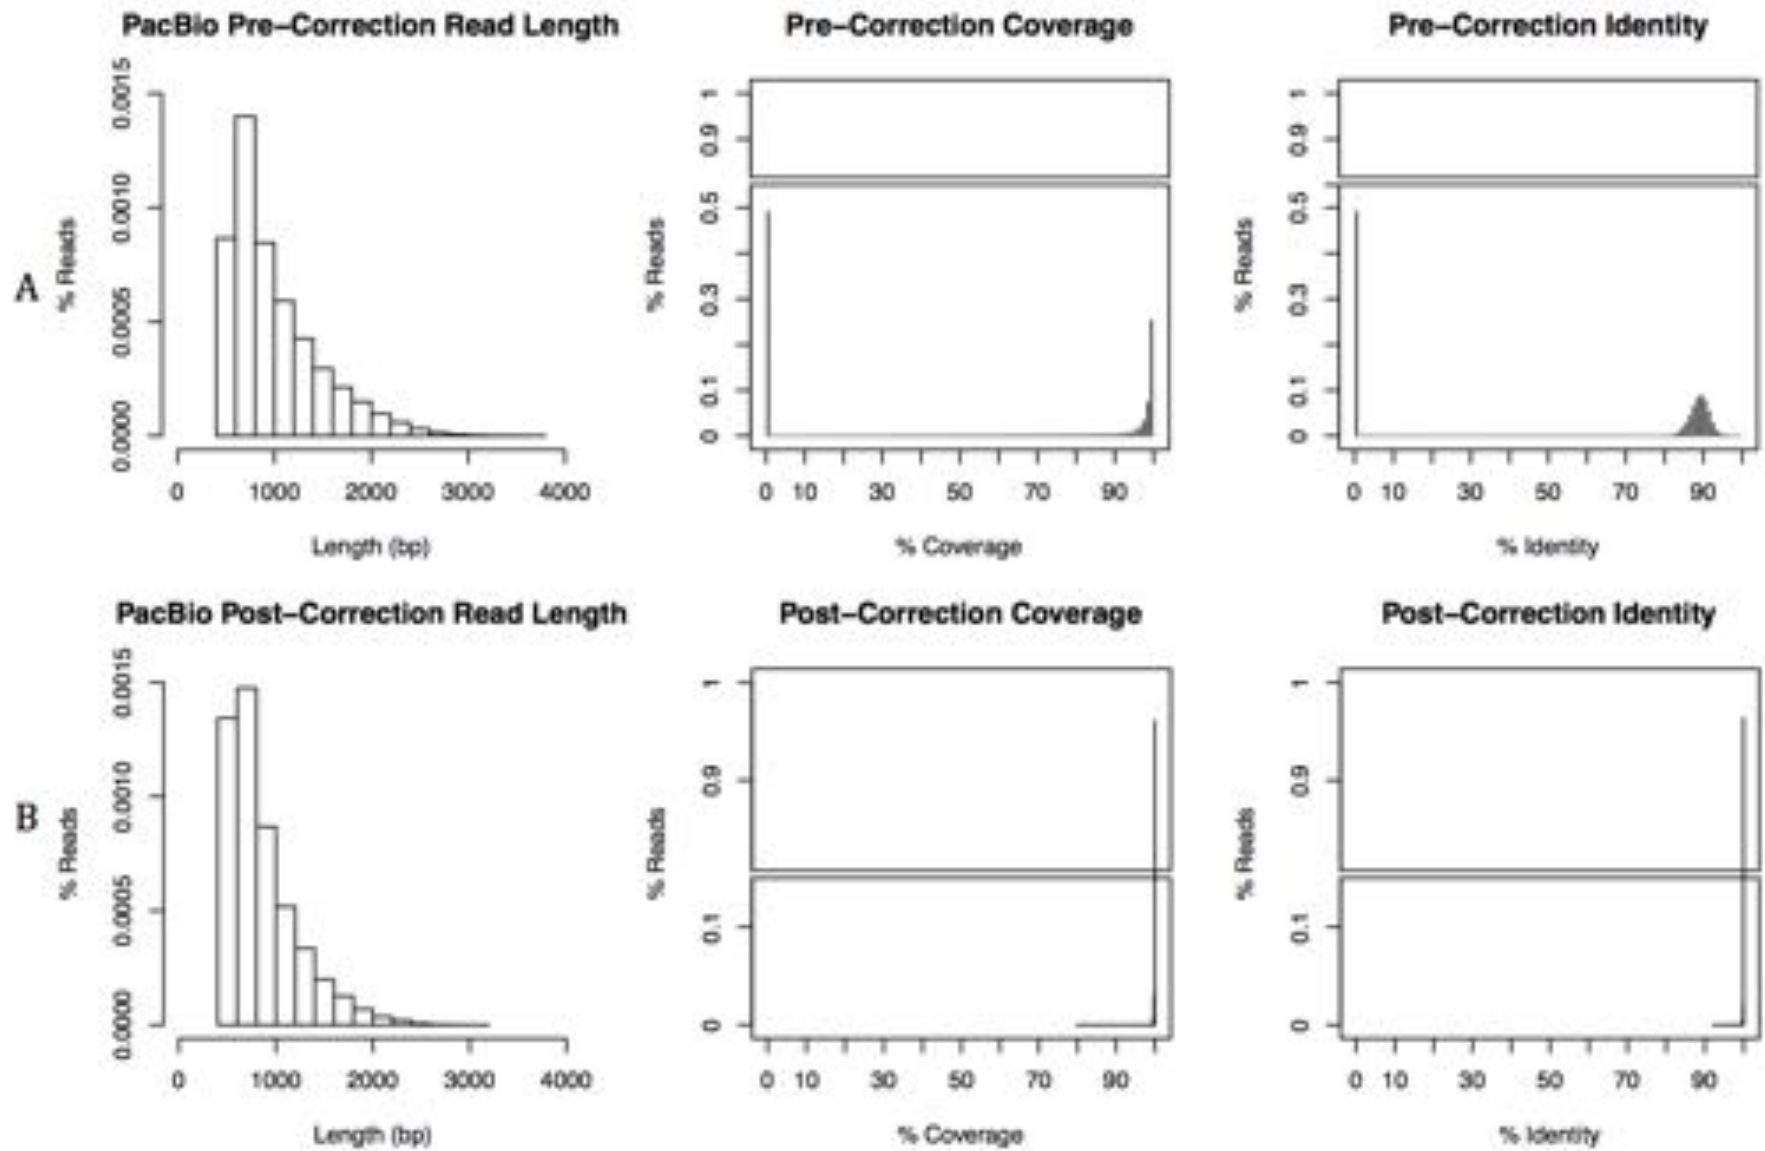 PacBio Pre−Correction Read Length
Pre−Correction Coverage
Pre−Correction Identity
A
% Reads
0.0000 0.0005 0.0010 0.0015
0 1000 2000 3000 4000
Length (bp)
% Reads
0 0.1 0.3 0.5 0.9 1
0 10 30 50 70 90
% Coverage
% Reads
0 0.1 0.3 0.5 0.9 1
0 10 30 50 70 90
% Identity
PacBio Post−Correction Read Length
Post−Correction Coverage
Post−Correction Identity
B
% Reads
0.0000 0.0005 0.0010 0.0015
0 1000 2000 3000 4000
Length (bp)
% Reads
0 0.1 0.9 1
0 10 30 50 70 90
% Coverage
% Reads
0 0.1 0.9 1
0 10 30 50 70 90
% Identity